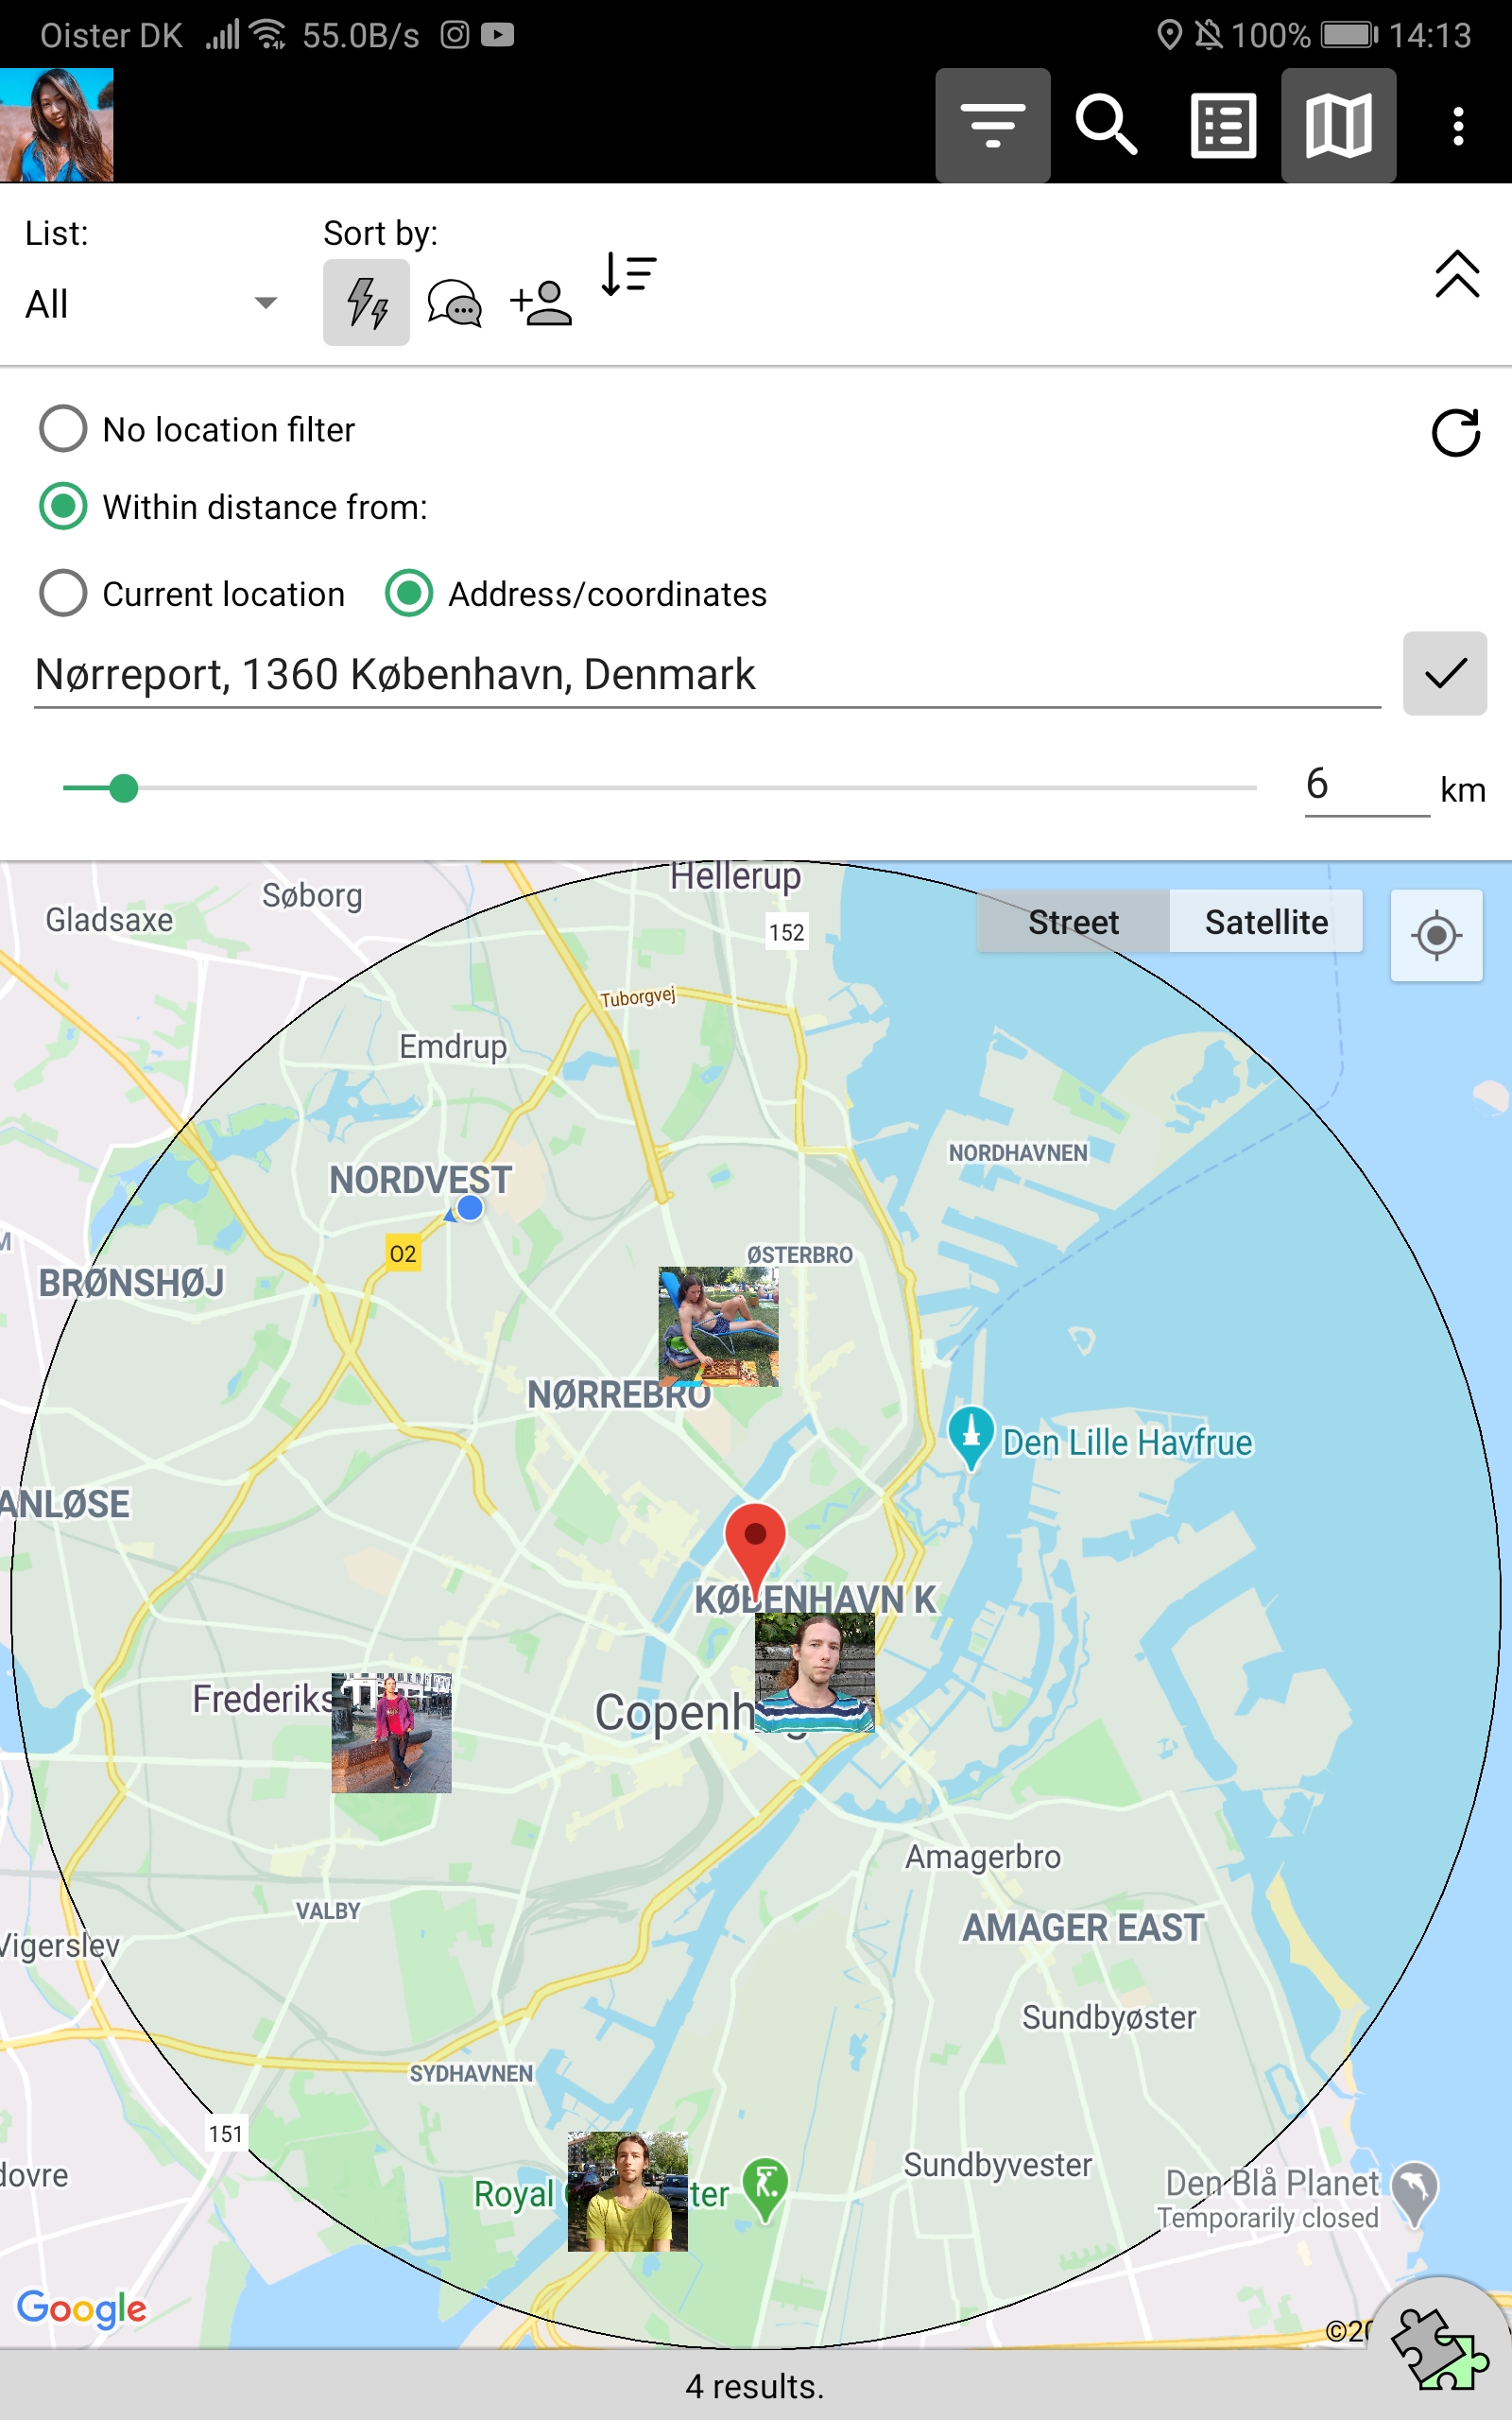 Oister DK 55.0B/s 100% 14:13
List: Sort by:
All
No location filter
Within distance from:
Current location Address/coordinates
Nørreport, 1360 København, Denmark
6 km
Hellerup
Søborg
Gladsaxe
Street Satellite
152
Tuborgvej
Emdrup
NORDHAVNEN
NORDVEST
M
O2
ØSTERBRO
BRØNSHØJ
NØRREBRO
Den Lille Havfrue
ANLØSE
KØBENHAVN K
Frederiks
Copenh g
Amagerbro
VALBY
AMAGER EAST
Vigerslev
Sundbyøster
SYDHAVNEN
151
Sundbyvester
dovre
Den Blå Planet
Royal ter
Temporarily closed
Google
©20
4 results.